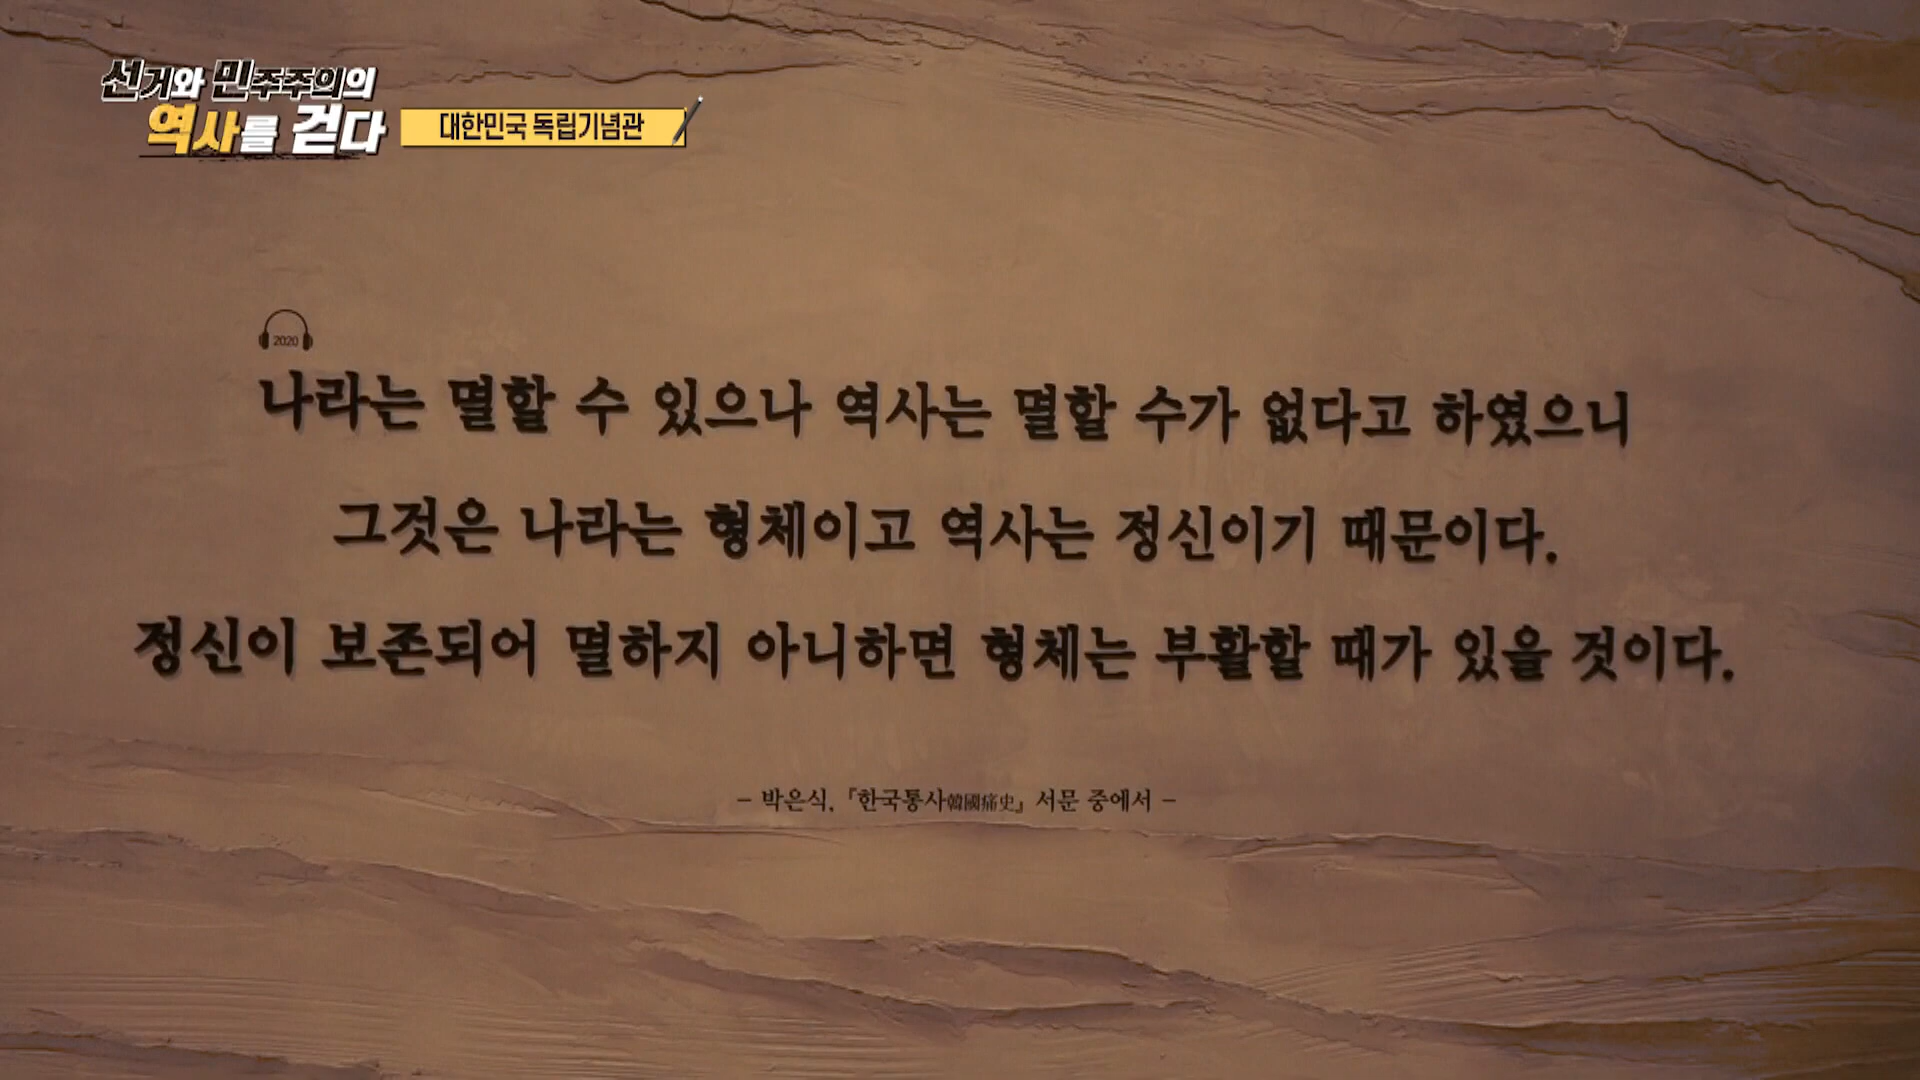 선거와 민주주의의
역사를 걷다
대한민국 독립기념관
2020
나라는 멸할 수 있으나 역사는 멸할 수가 없다고 하였으니
그것은 나라는 형체이고 역사는 정신이기 때문이다.
정신이 보존되어 멸하지 아니하면 형체는 부활할 때가 있을 것이다.
- 박은식, 『한국통사韓國痛史』 서문 중에서 -